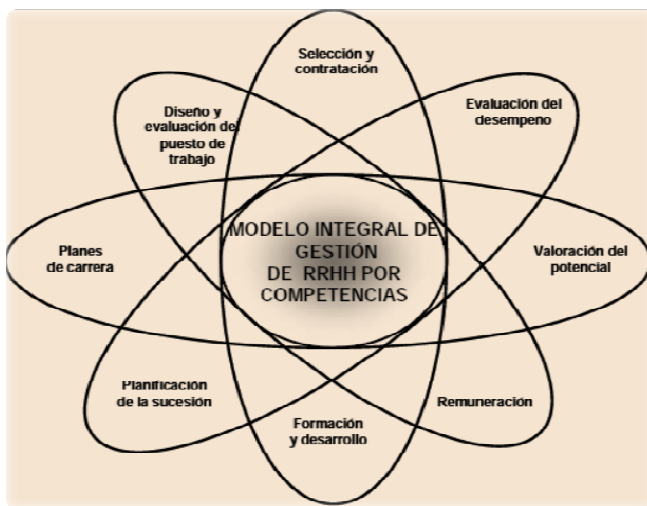 Selección y
contratación
Evaluación del
desempeño
Diseño y
evaluación del
puesto de
trabajo
MODELO INTEGRAL DE
GESTIÓN
DE RRHH POR
COMPETENCIAS
Planes
de carrera
Valoración del
potencial
Planificación
de la sucesión
Remuneración
Formación
y desarrollo